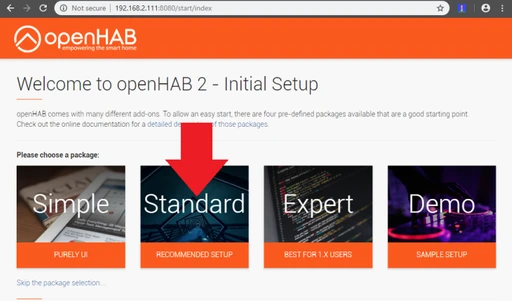 Not secure | 192.168.2.111:8080/start/index
openHAB
empowering the smart home
Welcome to openHAB 2 - Initial Setup
openHAB comes with many different add-ons. To allow an easy start, there are four pre-defined packages available that are a good starting point.
Check out the online documentation for a detailed of those packages.
Please choose a package:
Simple
Standard
Expert
Demo
PURELY UI
RECOMMENDED SETUP
BEST FOR 1.X USERS
SAMPLE SETUP
Skip the package selection...